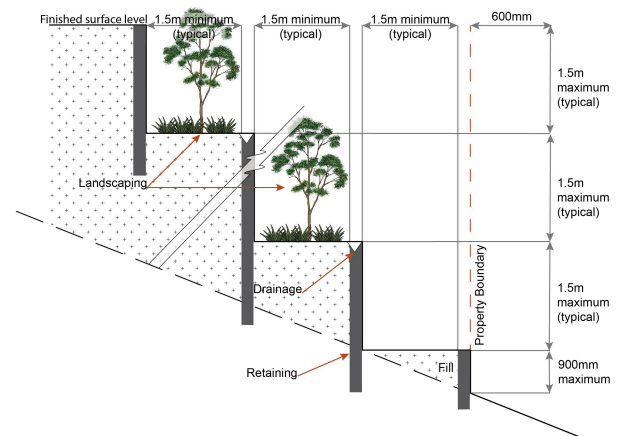 Finished surface level
1.5m minimum
(typical)
1.5m minimum
(typical)
1.5m minimum
(typical)
600mm
1.5m
maximum
(typical)
Landscaping
1.5m
maximum
(typical)
Drainage
Property Boundary
1.5m
maximum
(typical)
Retaining
Fill
900mm
maximum